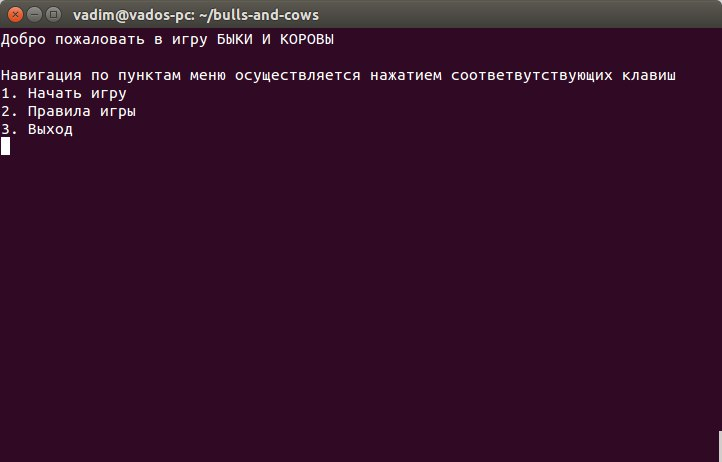 vadim@vados-pc: ~/bulls-and-cows
Добро пожаловать в игру БЫКИ И КОРОВЫ
Навигация по пунктам меню осуществляется нажатием соответвутствующих клавиш
1. Начать игру
2. Правила игры
3. Выход